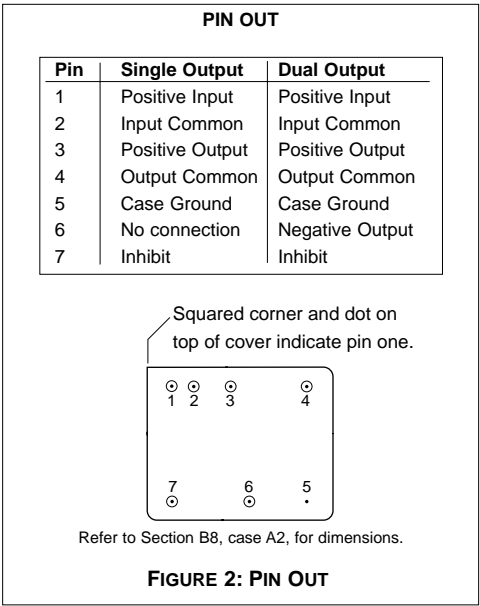 PIN OUT
Pin Single Output Dual Output
1 Positive Input Positive Input
2 Input Common Input Common
3 Positive Output Positive Output
4 Output Common Output Common
5 Case Ground Case Ground
6 No connection Negative Output
7 Inhibit Inhibit
Squared corner and dot on
top of cover indicate pin one.
1 2 3 4
7 6 5
Refer to Section B8, case A2, for dimensions.
FIGURE 2: PIN OUT